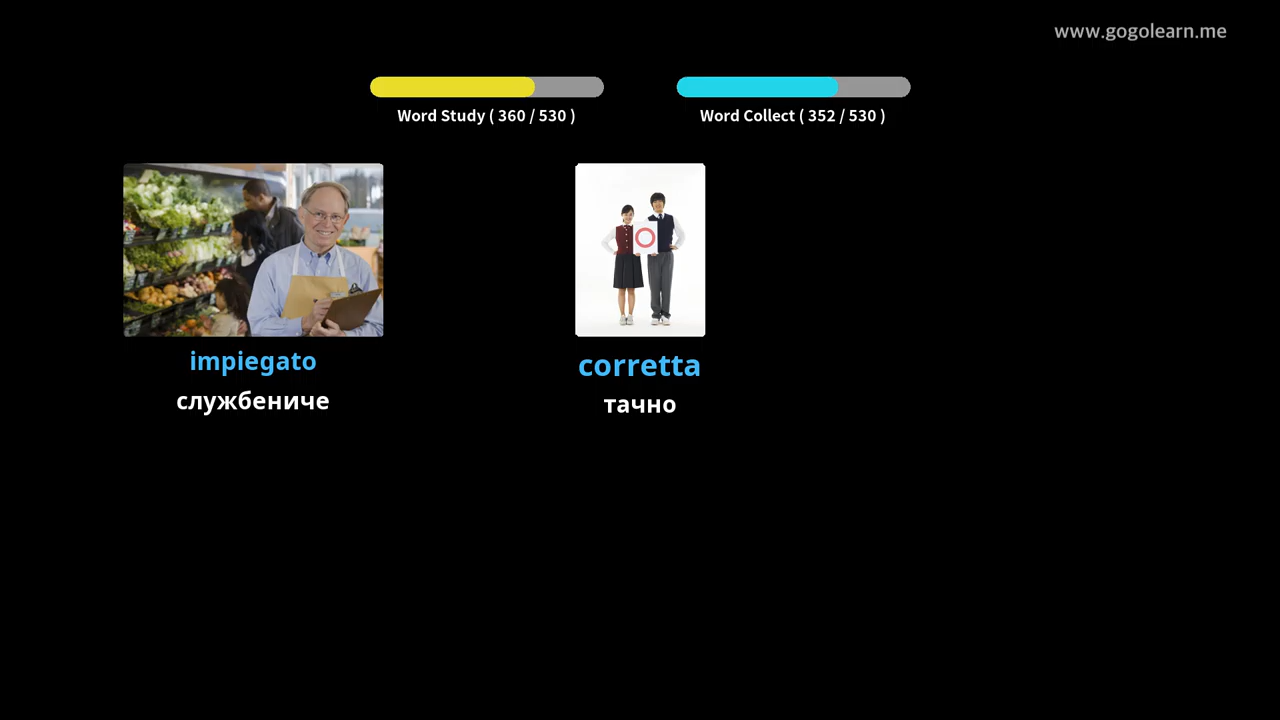 www.gogolearn.me
Word Study ( 360 / 530 )
Word Collect ( 352 / 530 )
impiegato
службениче
corretta
тачно